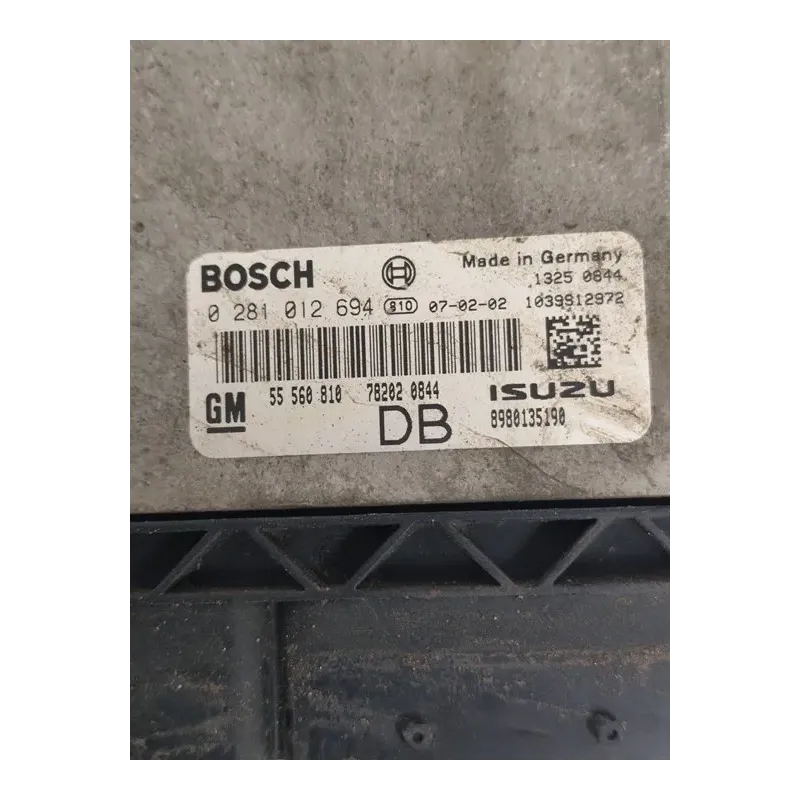 BOSCH Made in Germany
1325 0844
0 281 012 694 810 07-02-02 1039S12972
55 560 810 782020 0844 ISUZU
GM DB 8980135190